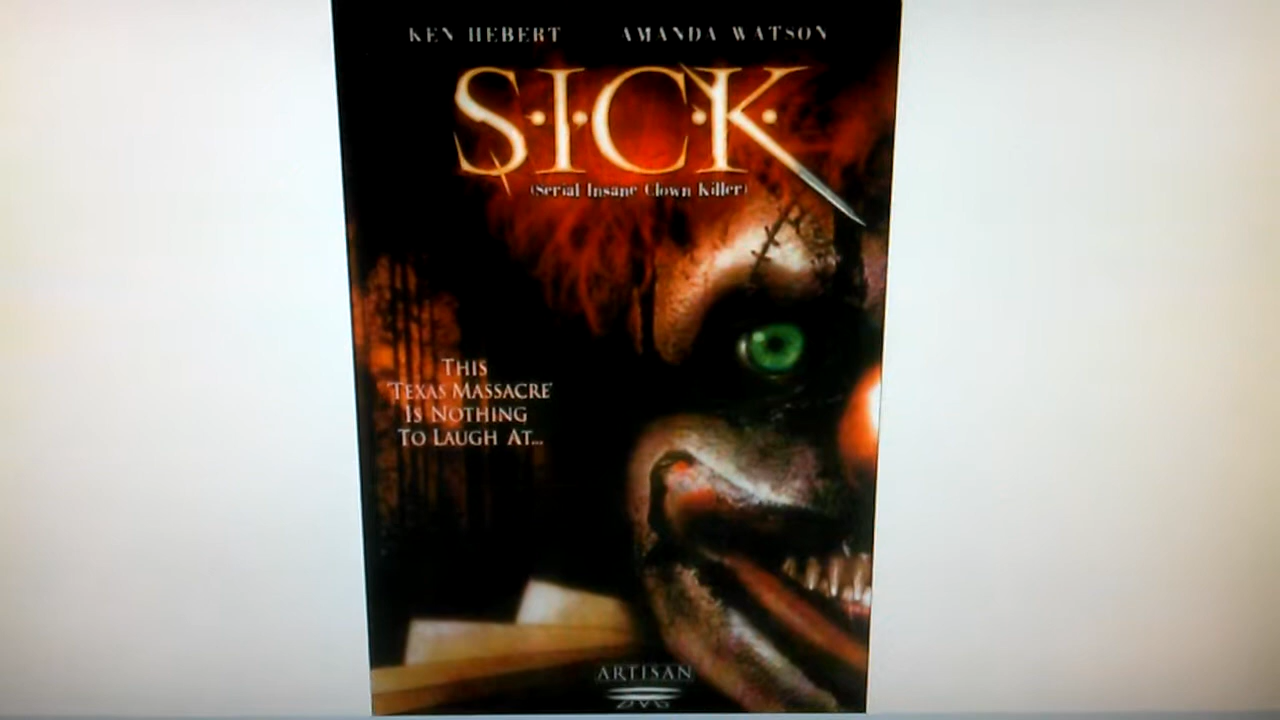 KEN HEBERT AMANDA WATSON
S·I·C·K·
(Serial Insane Clown Killer)
THIS
'TEXAS MASSACRE'
IS NOTHING
TO LAUGH AT...
ARTISAN